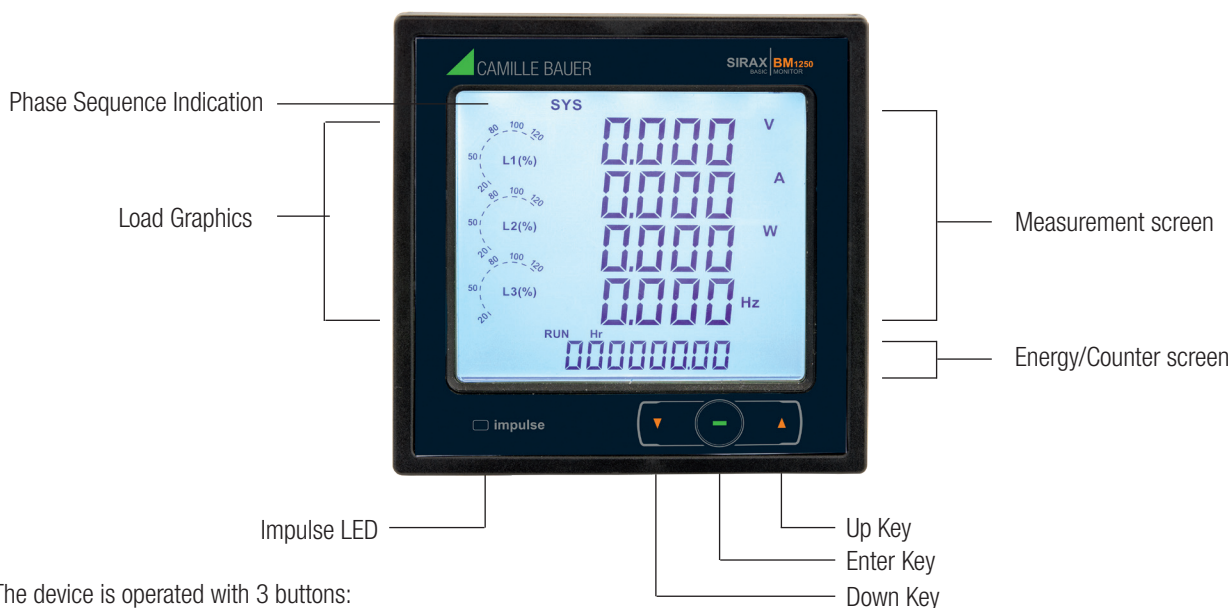 CAMILLE BAUER
SIRAX BM1250
BASIC MONITOR
Phase Sequence Indication
SYS
80 100 120
50 L1(%)
20
0.000 V
80 100 120
50 L2(%)
20
0.000 A
80 100 120
50 L3(%)
20
0.000 W
0.000 Hz
Load Graphics
Measurement screen
RUN Hr
000000.00
Energy/Counter screen
impulse
Impulse LED
Up Key
Enter Key
Down Key
The device is operated with 3 buttons: